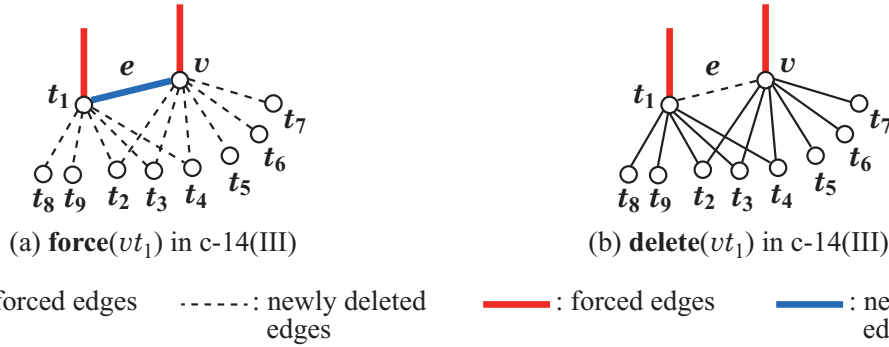 e v e v
t1 t1
t7 t7
t6 t6
t8 t9 t2 t3 t4 t5 t8 t9 t2 t3 t4 t5
(a) force(vt1) in c-14(III) (b) delete(vt1) in c-14(III)
forced edges : newly deleted : forced edges : ne
edges ed